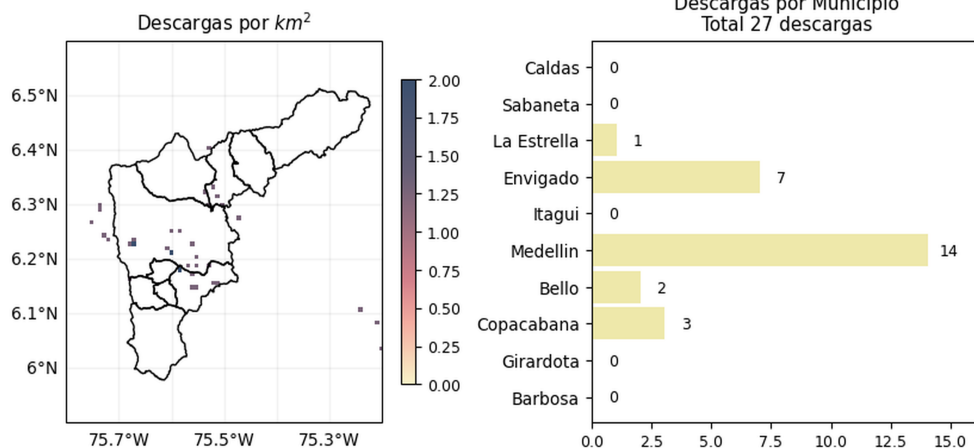 Descargas por km²
6.5°N
6.4°N
6.3°N
6.2°N
6.1°N
6°N
75.7°W 75.5°W 75.3°W
2.00
1.75
1.50
1.25
1.00
0.75
0.50
0.25
0.00
Descargas por Municipio
Total 27 descargas
Caldas 0
Sabaneta 0
La Estrella 1
Envigado 7
Itagui 0
Medellin 14
Bello 2
Copacabana 3
Girardota 0
Barbosa 0
0.0 2.5 5.0 7.5 10.0 12.5 15.0